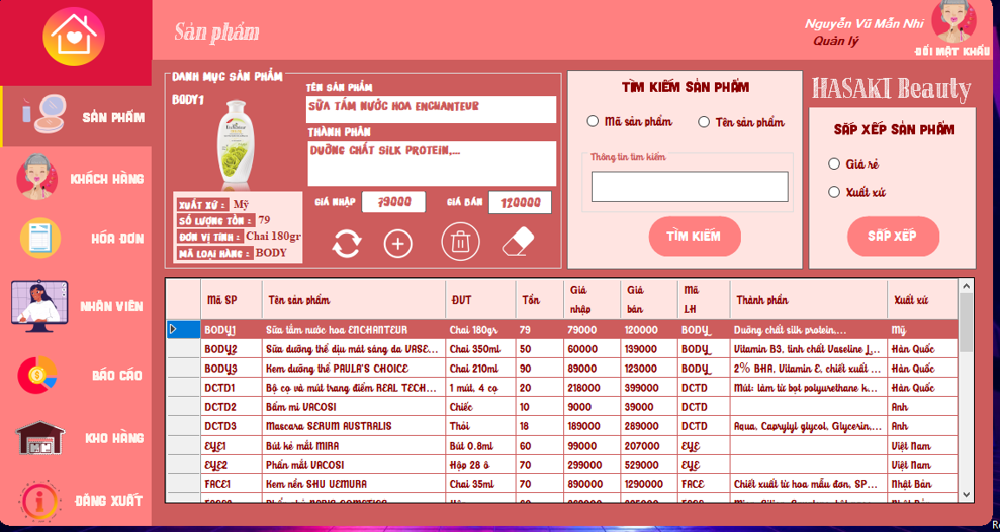 Sản phẩm
Nguyễn Vũ Mẫn Nhi
Quản lý
ĐỔI MẬT KHẨU
SẢN PHẨM
KHÁCH HÀNG
HÓA ĐƠN
NHÂN VIÊN
BÁO CÁO
KHO HÀNG
ĐĂNG XUẤT
DANH MỤC SẢN PHẨM
BODY1
TÊN SẢN PHẨM
SỮA TẮM NƯỚC HOA ENCHANTEUR
THÀNH PHẦN
DUỠNG CHẤT SILK PROTEIN,...
XUẤT XỨ : Mỹ
SỐ LƯỢNG TỒN : 79
ĐƠN VỊ TÍNH : Chai 180gr
MÃ LOẠI HÀNG : BODY
GIÁ NHẬP 79000 GIÁ BÁN 120000
TÌM KIẾM SẢN PHẨM
Mã sản phẩm Tên sản phẩm
Thông tin tìm kiếm
TÌM KIẾM
HASAKI Beauty
SẮP XẾP SẢN PHẨM
Giá rẻ
Xuất xứ
SẮP XẾP
Mã SP Tên sản phẩm ĐVT Tồn Giá nhập Giá bán Mã LH Thành phần Xuất xứ
BODY1 Sữa tắm nước hoa ENCHANTEUR Chai 180gr 79 79000 120000 BODY Duỡng chất silk protein,... Mỹ
BODY2 Sữa dưỡng thể dịu mát sáng da VASE... Chai 350ml 50 60000 139000 BODY Vitamin B3, tinh chất Vaseline J... Hàn Quốc
BODY3 Kem dưỡng thể PAULA'S CHOICE Chai 210ml 90 89000 123000 BODY 2% BHA, Vitamin E, chiết xuất ... Hàn Quốc
DCTD1 Bộ cọ và mút trang điểm REAL TECH... 1 mút, 4 cọ 20 218000 399000 DCTD Mút: làm từ bọt polyurethane k... Hàn Quốc
DCTD2 Bấm mi VACOSI Chiếc 10 9000 39000 DCTD Anh
DCTD3 Mascara SERUM AUSTRALIS Thỏi 18 189000 289000 DCTD Aqua, Caprylyl glycol, Glycerin,... Anh
EYE1 Bút kẻ mắt MIRA Bút 0.8ml 60 99000 207000 EYE Việt Nam
EYE2 Phấn mắt VACOSI Hộp 28 ô 70 299000 529000 EYE Việt Nam
FACE1 Kem nền SHU UEMURA Chai 35ml 70 890000 1290000 FACE Chiết xuất từ hoa mẫu đơn, SP... Nhật Bản